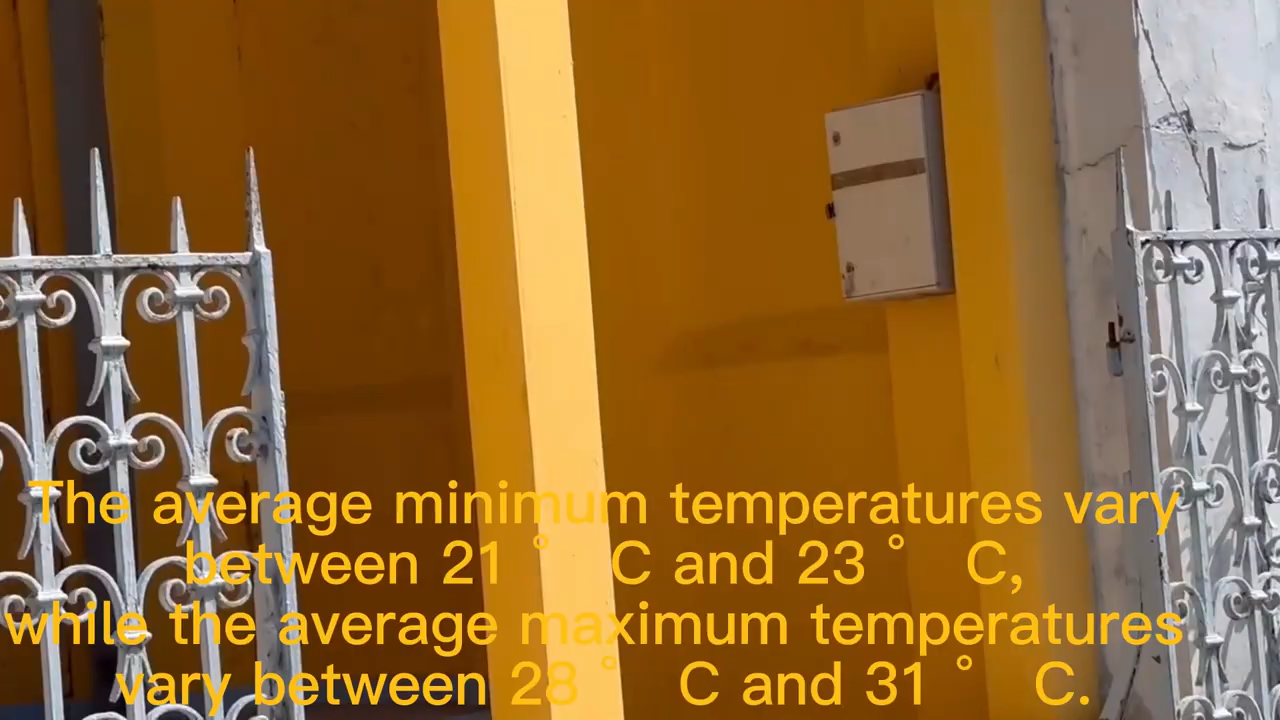 The average minimum temperatures vary
between 21 ° C and 23 ° C,
while the average maximum temperatures
vary between 28 ° C and 31 ° C.